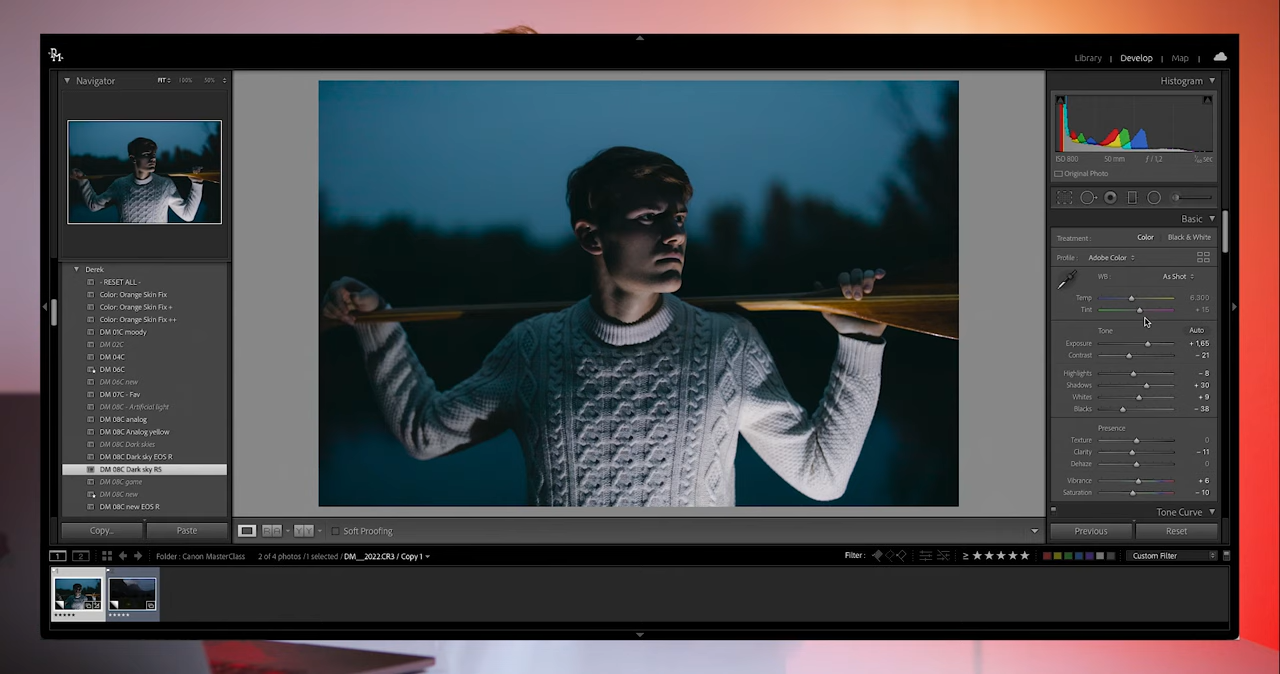 Library | Develop | Map |
Navigator FIT 100% 50%
Histogram
ISO 800 50 mm ƒ / 1,2
Original Photo
Basic
Treatment: Color Black & White
Profile: Adobe Color
WB: As Shot
Temp 6.300
Tint + 15
Tone Auto
Exposure + 1,65
Contrast − 21
Highlights − 8
Shadows + 30
Whites + 9
Blacks − 38
Presence
Texture 0
Clarity − 11
Dehaze 0
Vibrance + 6
Saturation − 10
Tone Curve
Previous Reset
Derek
- RESET ALL -
Color: Orange Skin Fix
Color: Orange Skin Fix +
Color: Orange Skin Fix ++
DM 01C moody
DM 02C
DM 04C
DM 06C
DM 06C new
DM 07C - Fav
DM 08C - Artificial light
DM 08C analog
DM 08C Analog yellow
DM 08C Dark skies
DM 08C Dark sky EOS R
DM 08C Dark sky R5
DM 08C game
DM 08C new
DM 08C new EOS R
Copy... Paste
Soft Proofing
1 2 Folder : Canon MasterClass 2 of 4 photos / 1 selected / DM__2022.CR3 / Copy 1
Filter : ≥ ★★★★★ Custom Filter